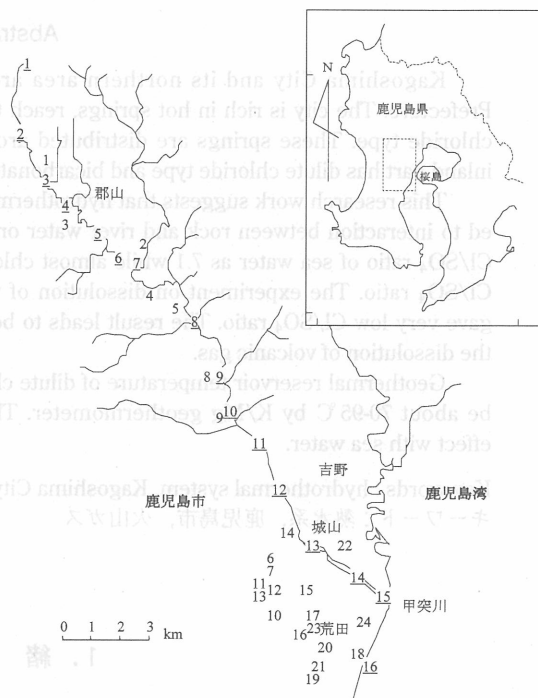 1
2
1
3
郡山
4
3
5
2
6
7
4
5
8
8
9
9
10
11
吉野
12
鹿児島市
鹿児島湾
城山
14
13
22
6
7
14
11
12
15
15
13
甲突川
10
17
24
23
荒田
16
20
18
21
16
19
0 1 2 3
km
N
鹿児島県
桜島
Abstr
Kagoshima City and its northern area ar
The city is rich in hot springs, reach
chloride type. These springs are distributed
has dilute chloride type and bicarbonat
This research work suggests that hydrotherm
ed to interaction between rock and river water or
Cl/SO₄ ratio of sea water as 7.1 while almost chl
Cl/SO₄ ratio. The experiment on dissolution of
gave very low Cl/SO₄ ratio. The result leads to be
the dissolution of volcanic gas.
Geothermal reservoir temperature of dilute cl
be about 70-95℃ by K/Mg geothermometer. T
effect with sea water.
Key words: hydrothermal system, Kagoshima City
キーワード：熱水系，鹿児島市，火山ガス
1．緒